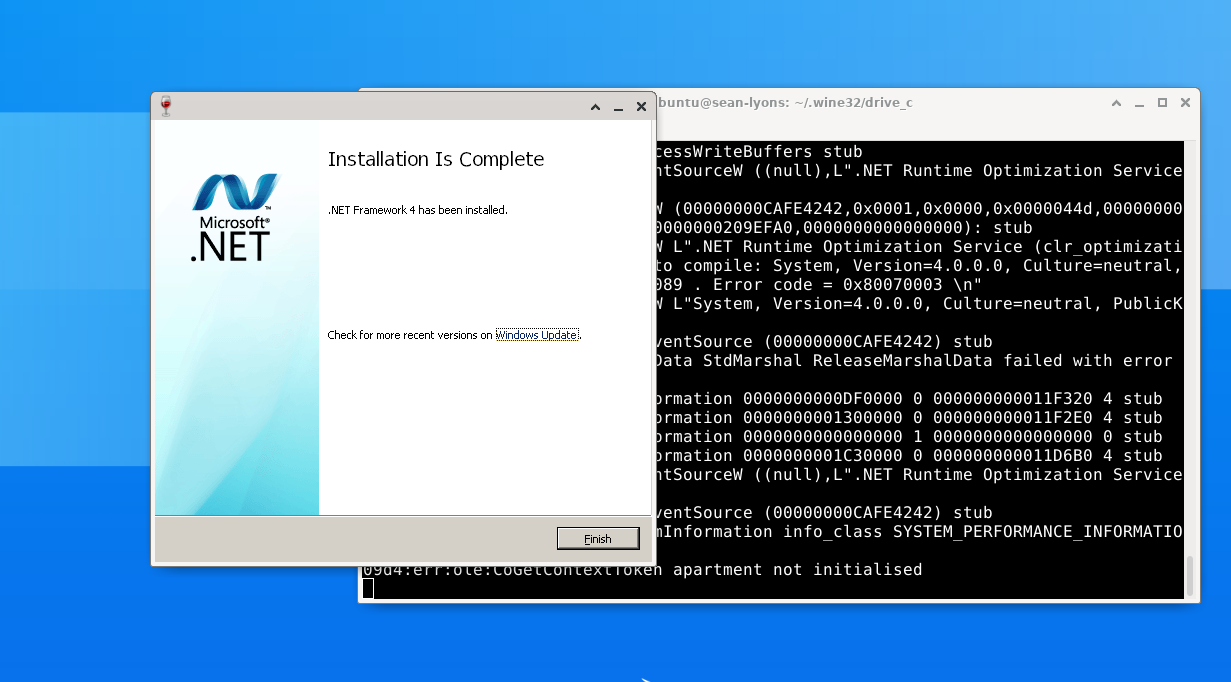 Installation Is Complete
.NET Framework 4 has been installed.
Microsoft®
.NET™
Check for more recent versions on Windows Update.
Finish
buntu@sean-lyons: ~/.wine32/drive_c
cessWriteBuffers stub
ntSourceW ((null),L".NET Runtime Optimization Service
W (00000000CAFE4242,0x0001,0x0000,0x0000044d,00000000
0000000209EFA0,0000000000000000): stub
W L".NET Runtime Optimization Service (clr_optimizati
to compile: System, Version=4.0.0.0, Culture=neutral,
089 . Error code = 0x80070003 \n"
W L"System, Version=4.0.0.0, Culture=neutral, PublicK
ventSource (00000000CAFE4242) stub
Data StdMarshal ReleaseMarshalData failed with error
ormation 0000000000DF0000 0 000000000011F320 4 stub
ormation 0000000001300000 0 000000000011F2E0 4 stub
ormation 0000000000000000 1 0000000000000000 0 stub
ormation 0000000001C30000 0 000000000011D6B0 4 stub
ntSourceW ((null),L".NET Runtime Optimization Service
ventSource (00000000CAFE4242) stub
mInformation info_class SYSTEM_PERFORMANCE_INFORMATIO
09d4:err:ole:CoGetContextToken apartment not initialised